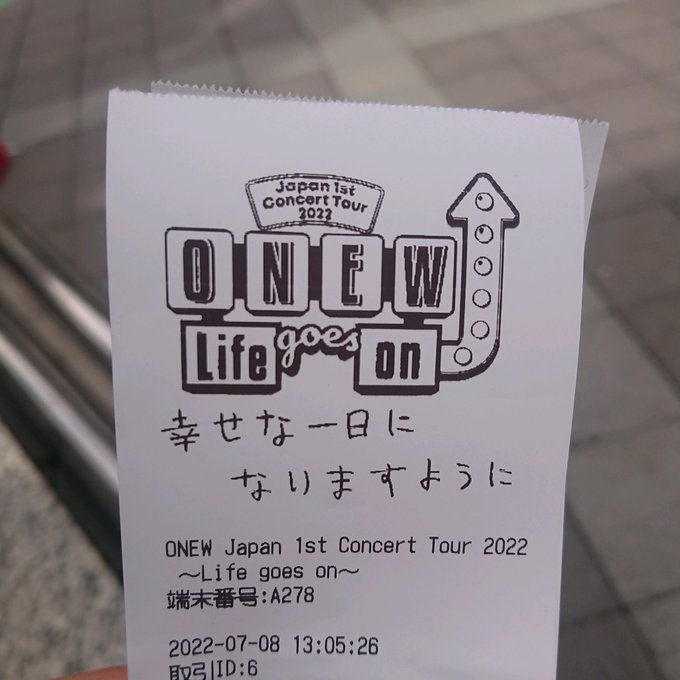 Japan 1st
Concert Tour
2022
ONEW
Life goes on
幸せな一日に
なりますように
ONEW Japan 1st Concert Tour 2022
～Life goes on～
端末番号:A278
2022-07-08 13:05:26
取引ID:6